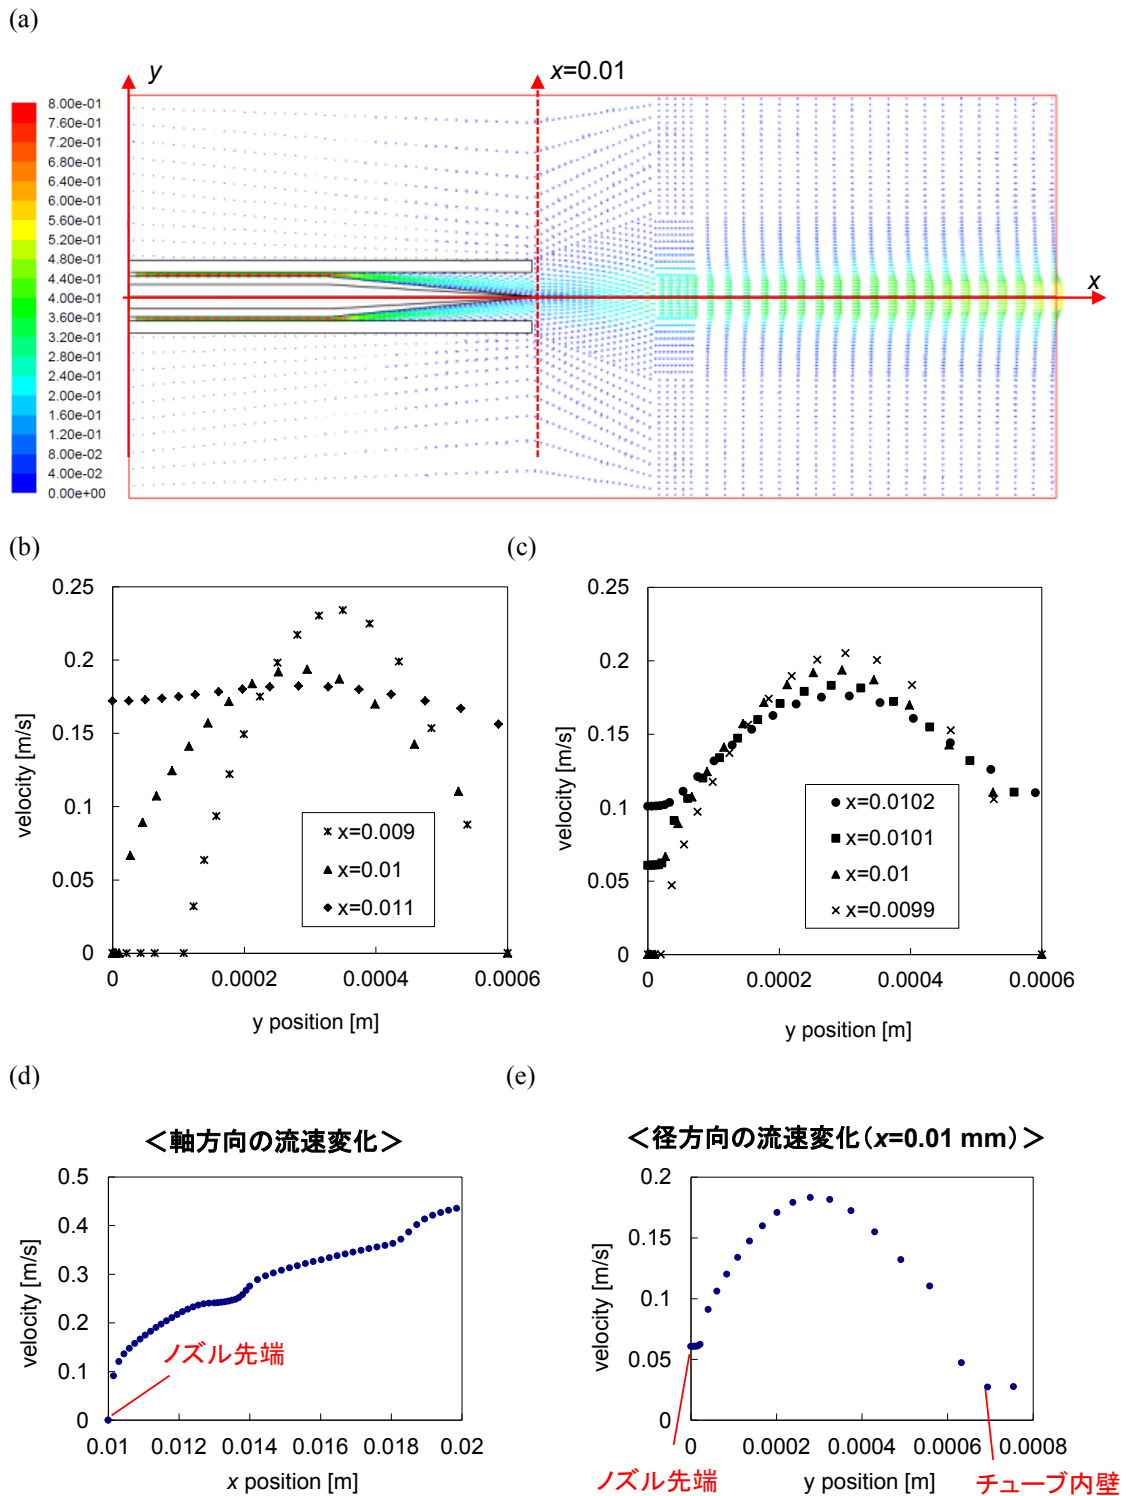 (a)
y
x=0.01
8.00e-01
7.60e-01
7.20e-01
6.80e-01
6.40e-01
6.00e-01
5.60e-01
5.20e-01
4.80e-01
4.40e-01
4.00e-01
3.60e-01
3.20e-01
2.80e-01
2.40e-01
2.00e-01
1.60e-01
1.20e-01
8.00e-02
4.00e-02
0.00e+00
x
(b)
0.25
0.2
0.15
0.1
0.05
0
velocity [m/s]
x=0.009
x=0.01
x=0.011
0 0.0002 0.0004 0.0006
y position [m]
(c)
0.25
0.2
0.15
0.1
0.05
0
velocity [m/s]
x=0.0102
x=0.0101
x=0.01
x=0.0099
0 0.0002 0.0004 0.0006
y position [m]
(d)
＜軸方向の流速変化＞
0.5
0.4
0.3
0.2
0.1
0
velocity [m/s]
ノズル先端
0.01 0.012 0.014 0.016 0.018 0.02
x position [m]
(e)
＜径方向の流速変化（x=0.01 mm）＞
0.2
0.15
0.1
0.05
0
velocity [m/s]
0 0.0002 0.0004 0.0006 0.0008
ノズル先端
y position [m]
チューブ内壁